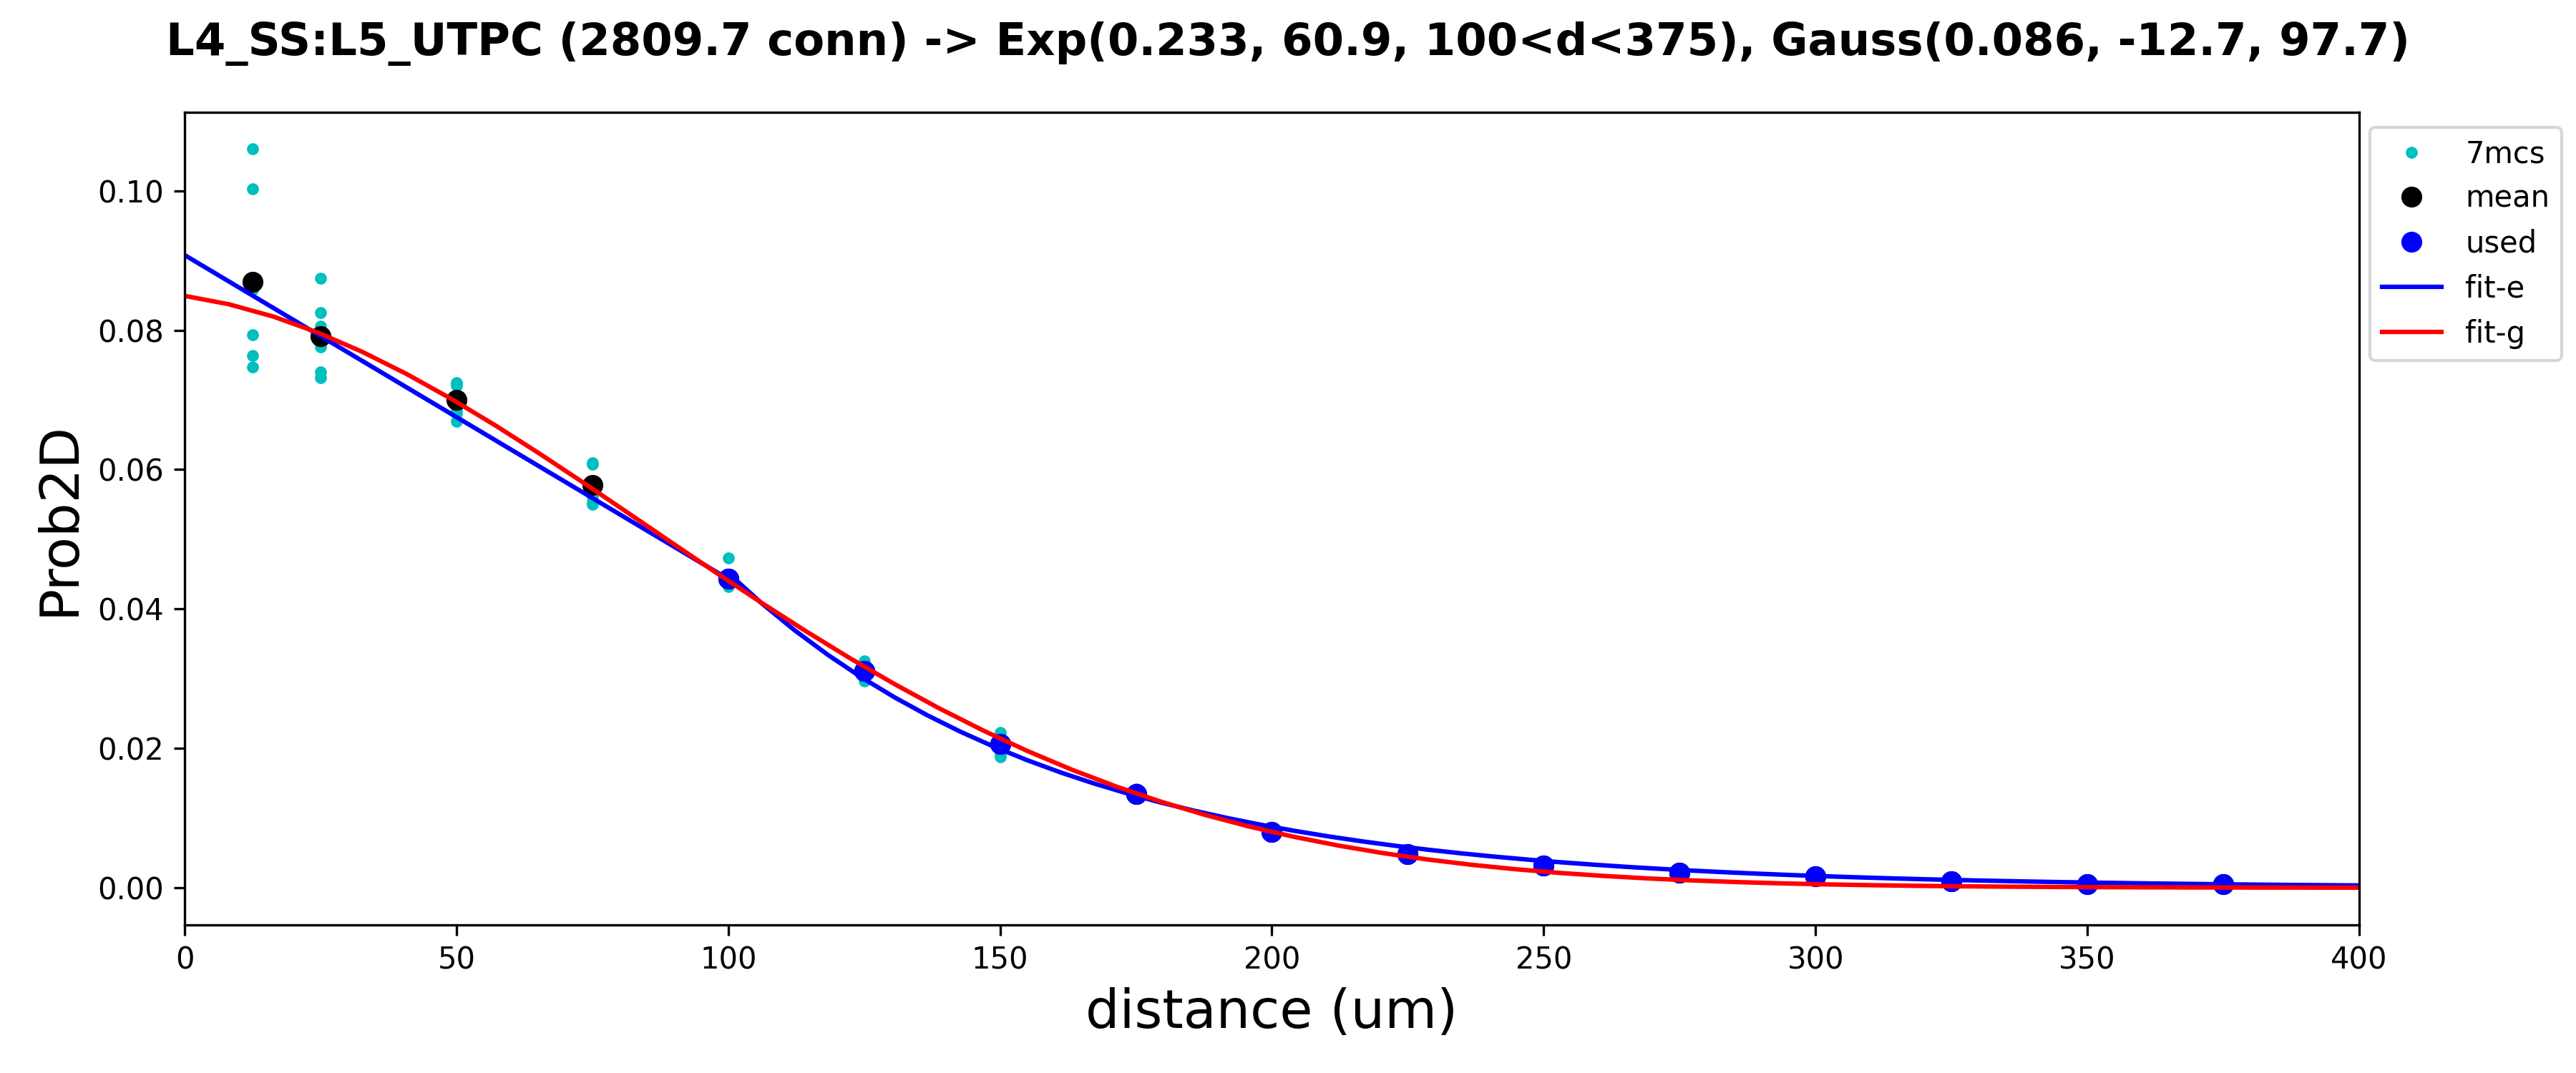 L4_SS:L5_UTPC (2809.7 conn) -> Exp(0.233, 60.9, 100<d<375), Gauss(0.086, -12.7, 97.7)
7mcs
mean
used
fit-e
fit-g
Prob2D
0.10
0.08
0.06
0.04
0.02
0.00
0 50 100 150 200 250 300 350 400
distance (um)